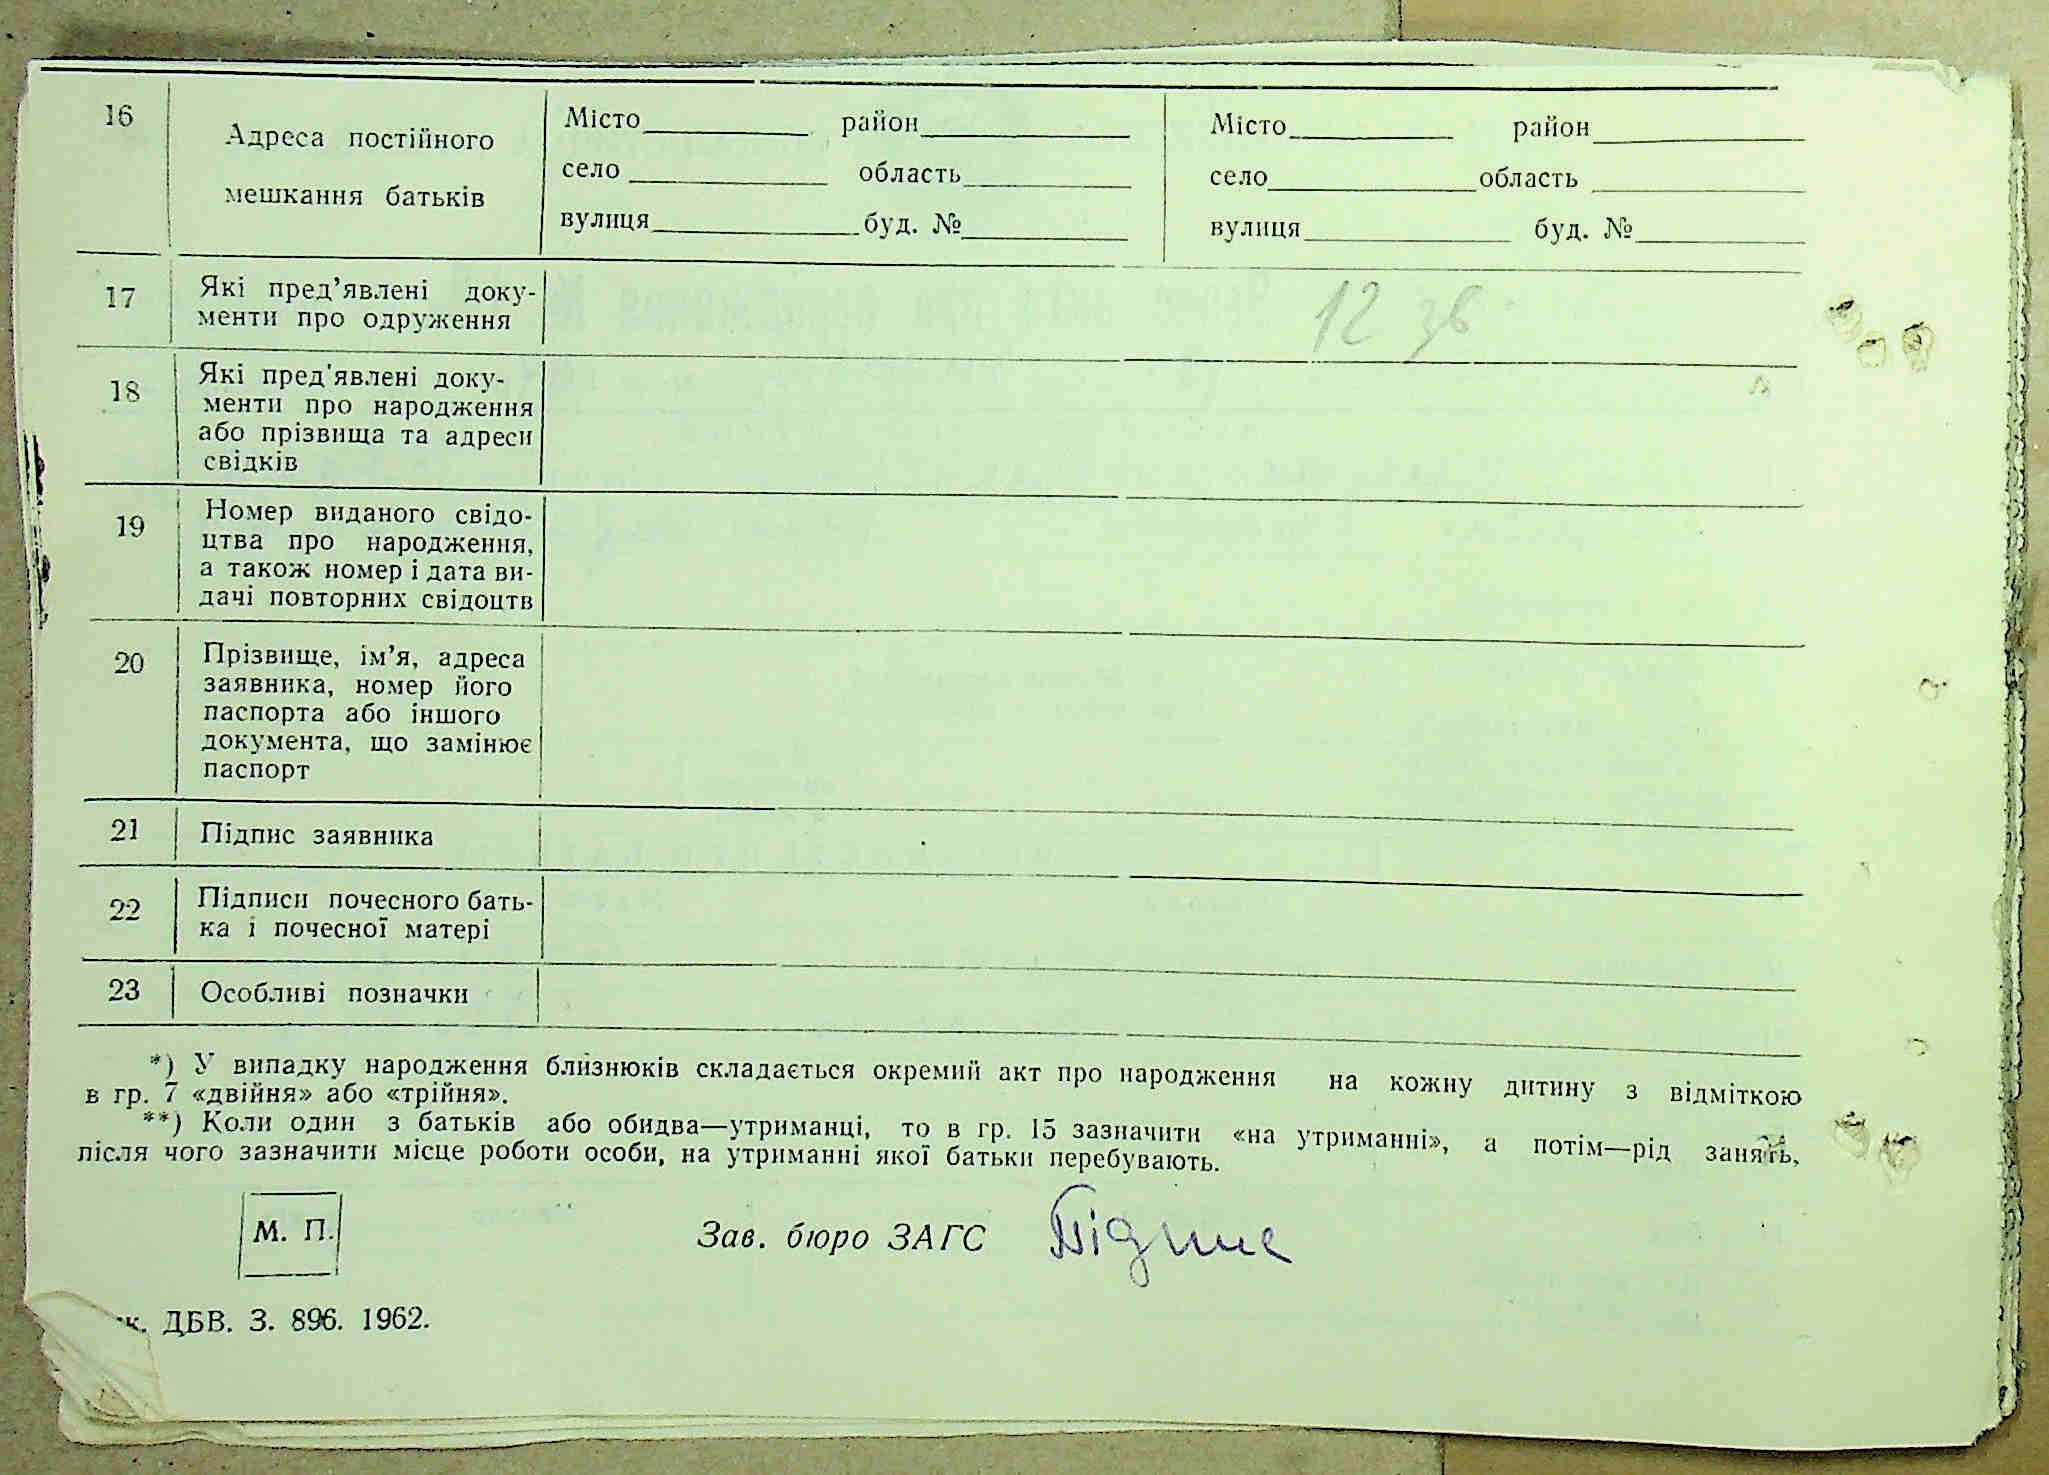 16
Адреса постійного
мешкання батьків
Місто район
село область
вулиця буд. №
Місто район
село область
вулиця буд. №
17
Які пред’явлені доку-
менти про одруження
12 зб
18
Які пред'явлені доку-
менти про народження
або прізвища та адреси
свідків
19
Номер виданого свідо-
цтва про народження,
а також номер і дата ви-
дачі повторних свідоцтв
20
Прізвище, ім’я, адреса
заявника, номер його
паспорта або іншого
документа, що замінює
паспорт
21
Підпис заявника
22
Підписи почесного бать-
ка і почесної матері
23
Особливі позначки
*) У випадку народження близнюків складається окремий акт про народження на кожну дитину з відміткою
в гр. 7 «двійня» або «трійня».
**) Коли один з батьків або обидва—утриманці, то в гр. 15 зазначити «на утриманні», а потім—рід занять,
після чого зазначити місце роботи особи, на утриманні якої батьки перебувають.
М. П.
Зав. бюро ЗАГС Підпис
ДБВ. З. 896. 1962.